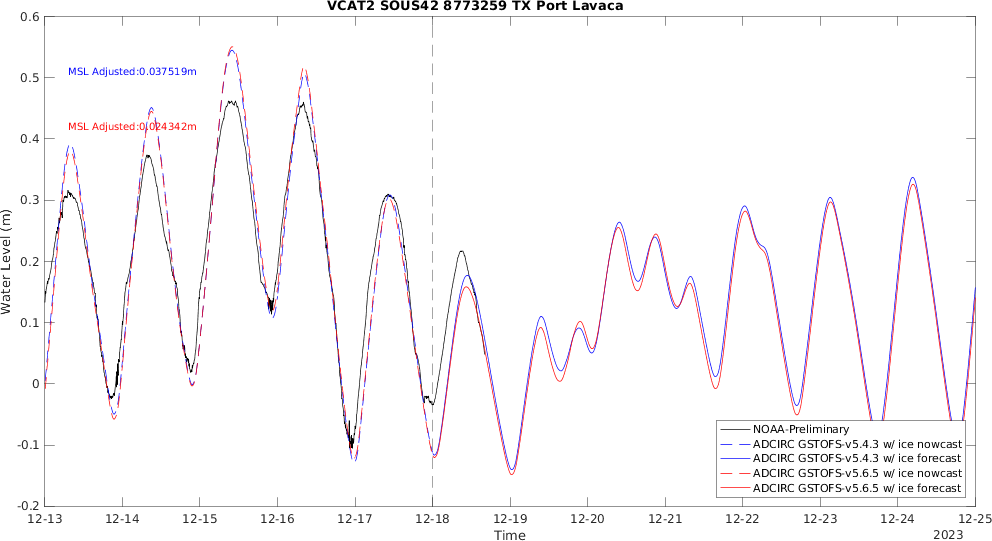 VCAT2 SOUS42 8773259 TX Port Lavaca
0.6
0.5
0.4
0.3
0.2
0.1
0
-0.1
-0.2
Water Level (m)
MSL Adjusted:0.037519m
MSL Adjusted:0.024342m
NOAA-Preliminary
ADCIRC GSTOFS-v5.4.3 w/ ice nowcast
ADCIRC GSTOFS-v5.4.3 w/ ice forecast
ADCIRC GSTOFS-v5.6.5 w/ ice nowcast
ADCIRC GSTOFS-v5.6.5 w/ ice forecast
12-13 12-14 12-15 12-16 12-17 12-18 12-19 12-20 12-21 12-22 12-23 12-24 12-25
Time
2023